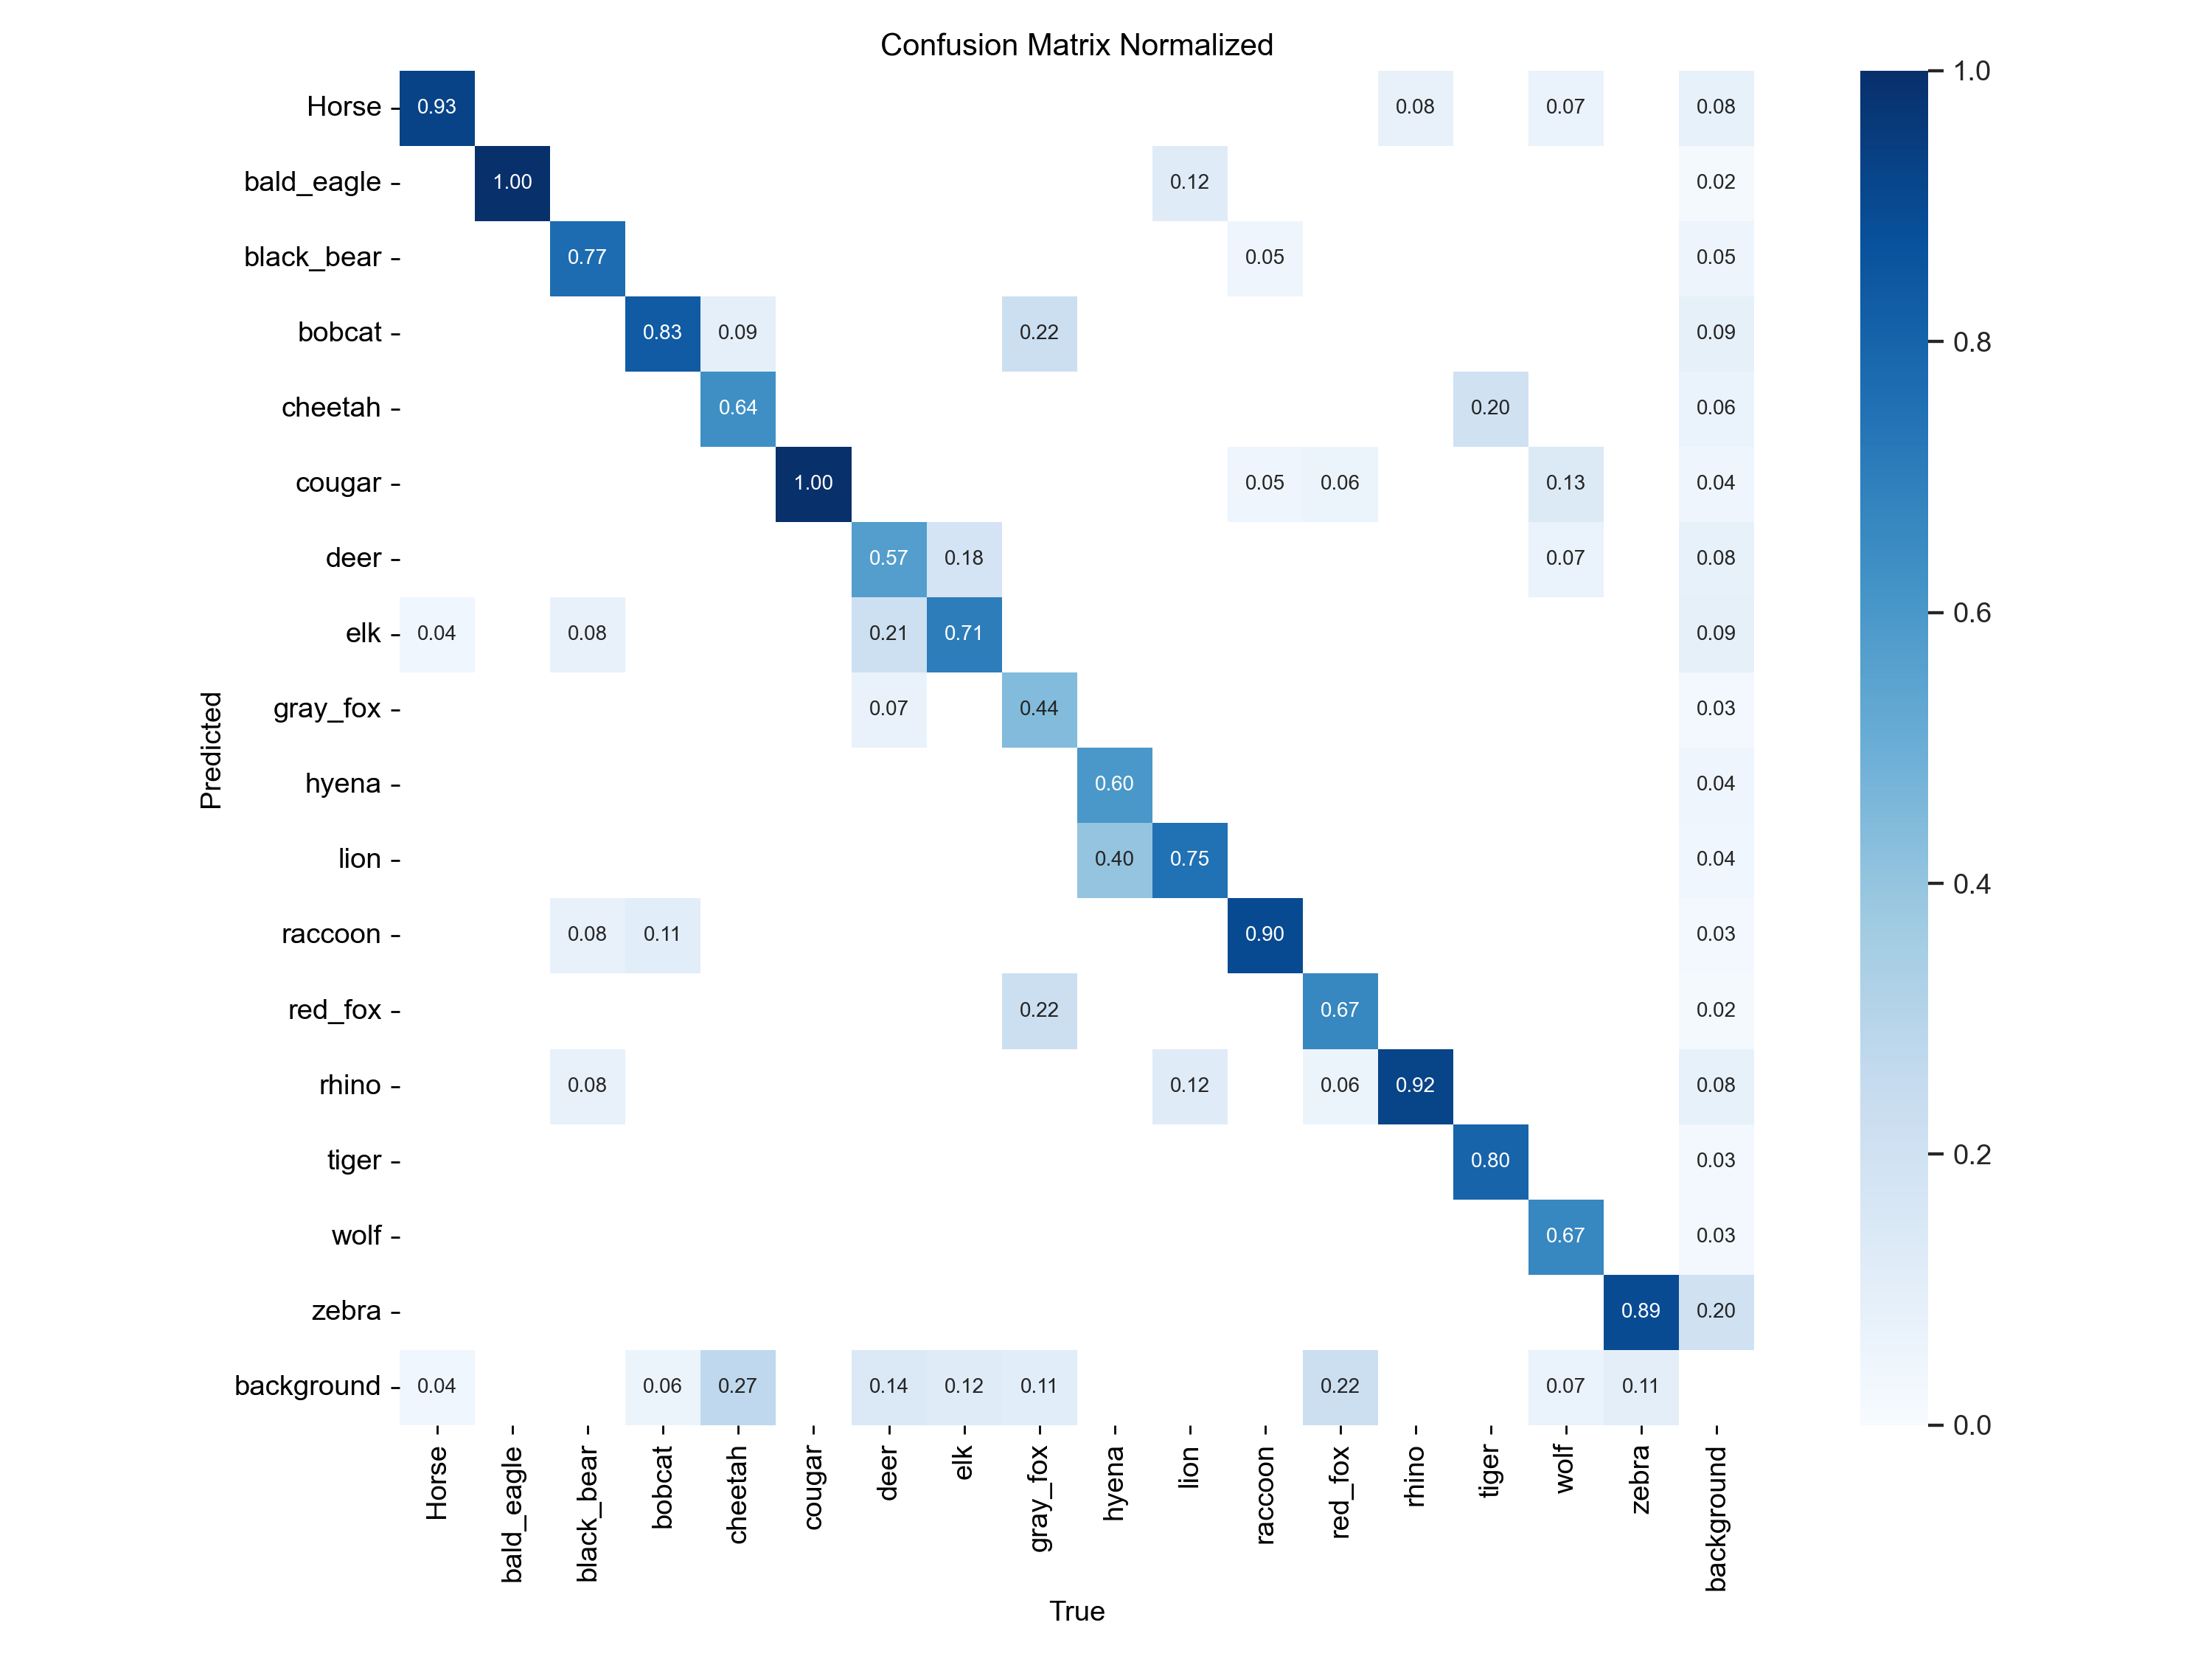 Confusion Matrix Normalized
Horse 0.93 0.08 0.07 0.08
bald_eagle 1.00 0.12 0.02
black_bear 0.77 0.05 0.05
bobcat 0.83 0.09 0.22 0.09
cheetah 0.64 0.20 0.06
cougar 1.00 0.05 0.06 0.13 0.04
deer 0.57 0.18 0.07 0.08
elk 0.04 0.08 0.21 0.71 0.09
gray_fox 0.07 0.44 0.03
hyena 0.60 0.04
lion 0.40 0.75 0.04
raccoon 0.08 0.11 0.90 0.03
red_fox 0.22 0.67 0.02
rhino 0.08 0.12 0.06 0.92 0.08
tiger 0.80 0.03
wolf 0.67 0.03
zebra 0.89 0.20
background 0.04 0.06 0.27 0.14 0.12 0.11 0.22 0.07 0.11
Predicted
Horse bald_eagle black_bear bobcat cheetah cougar deer elk gray_fox hyena lion raccoon red_fox rhino tiger wolf zebra background
True
1.0
0.8
0.6
0.4
0.2
0.0